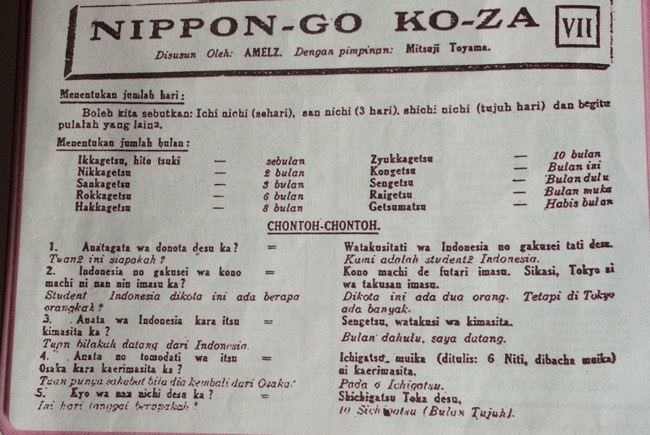 NIPPON-GO KO-ZA VII
Disusun Oleh: AMELZ. Dengan pimpinan: Mitsuji Toyama.
Menentukan jumlah hari:
Boleh kita sebutkan: Ichi nichi (sehari), san nichi (3 hari), shichi nichi (tujuh hari) dan begitu
pulalah yang lain2.
Menentukan jumlah bulan:
Ikkagetsu, hito tsuki — sebulan
Nikkagetsu — 2 bulan
Sankagetsu — 3 bulan
Rokkagetsu — 6 bulan
Hakkagetsu — 8 bulan
Zyukkagetsu — 10 bulan
Kongetsu — Bulan ini
Sengetsu — Bulan dulu
Raigetsu — Bulan muka
Getsumatsu — Habis bulan
CHONTOH-CHONTOH.
1. Anatagata wa donota desu ka? =
Tuan2 ini siapakah?
Watakusitati wa Indonesia no gakusei tati desu.
Kami adalah student2 Indonesia.
2. Indonesia no gakusei wa kono =
machi ni nan nin imasu ka?
Student Indonesia dikota ini ada berapa
orangkah?
Kono machi de futari imasu. Sikasi, Tokyo ni
wa takusan imasu.
Dikota ini ada dua orang. Tetapi di Tokyo
ada banyak.
3. Anata wa Indonesia kara itsu =
kimasita ka?
Tuan bilakah datang dari Indonesia.
Sengetsu, watakusi wa kimasita.
Bulan dahulu, saya datang.
4. Anata no tomodati wa itsu =
Osaka kara kaerimasita ka?
Tuan punya sahabat bila dia kembali dari Osaka?
Ichigatsu muika (ditulis: 6 Niti, dibacha muika)
ni kaerimasita.
Pada 6 Ichigatsu.
5. Kyo wa nan nichi desu ka? =
Ini hari tanggal berapakah?
Shichigatsu Toka desu.
10 Sichigatsu (Bulan Tujuh).